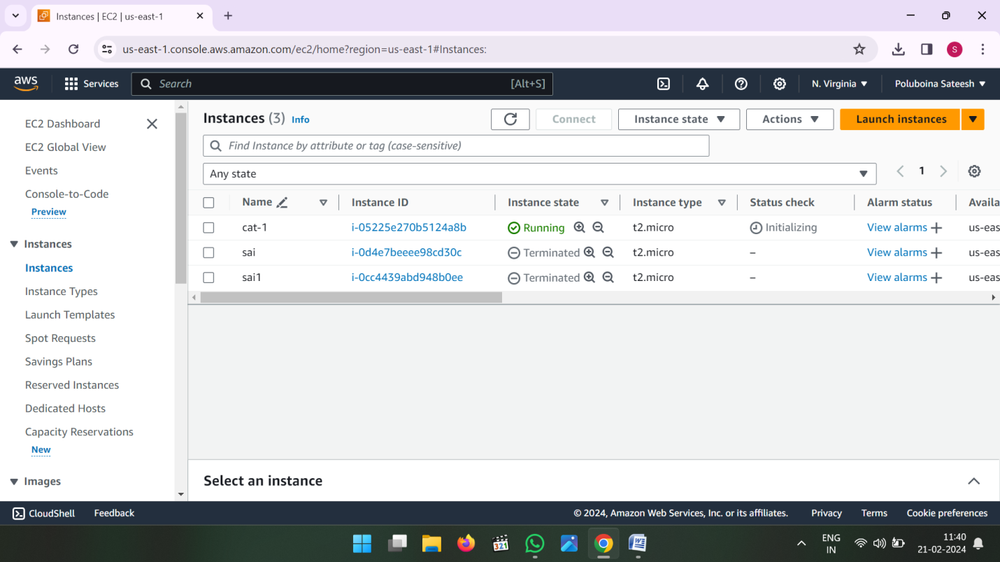 Instances | EC2 | us-east-1
us-east-1.console.aws.amazon.com/ec2/home?region=us-east-1#Instances:
S
aws
Services
Search
[Alt+S]
N. Virginia
Poluboina Sateesh
EC2 Dashboard
EC2 Global View
Events
Console-to-Code
Preview
Instances
Instances
Instance Types
Launch Templates
Spot Requests
Savings Plans
Reserved Instances
Dedicated Hosts
Capacity Reservations
New
Images
Instances (3) Info
Connect
Instance state
Actions
Launch instances
Find Instance by attribute or tag (case-sensitive)
Any state
1
Name Instance ID Instance state Instance type Status check Alarm status Availa
cat-1 i-05225e270b5124a8b Running t2.micro Initializing View alarms us-eas
sai i-0d4e7beeee98cd30c Terminated t2.micro – View alarms us-eas
sai1 i-0cc4439abd948b0ee Terminated t2.micro – View alarms us-eas
Select an instance
CloudShell Feedback © 2024, Amazon Web Services, Inc. or its affiliates. Privacy Terms Cookie preferences
321
ENG
IN
11:40
21-02-2024